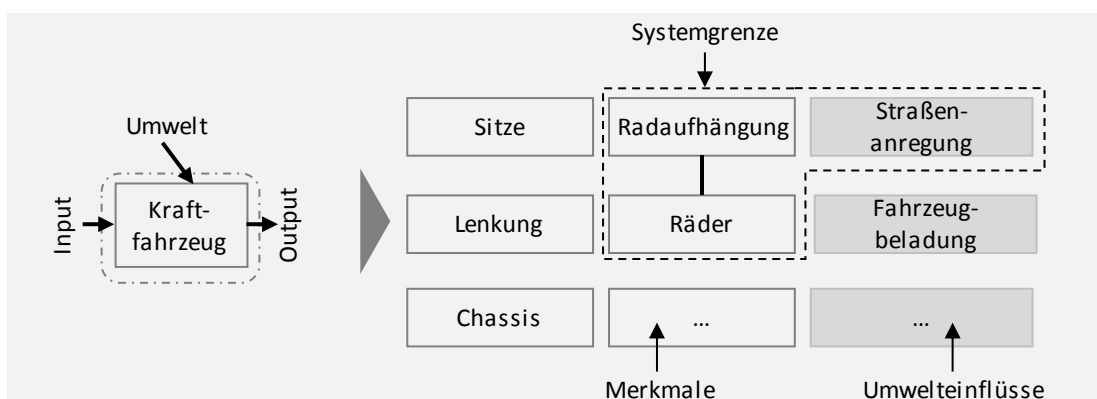 Systemgrenze
Umwelt
Input
Kraft-
fahrzeug
Output
Sitze
Radaufhängung
Straßen-
anregung
Lenkung
Räder
Fahrzeug-
beladung
Chassis
...
...
Merkmale
Umwelteinflüsse